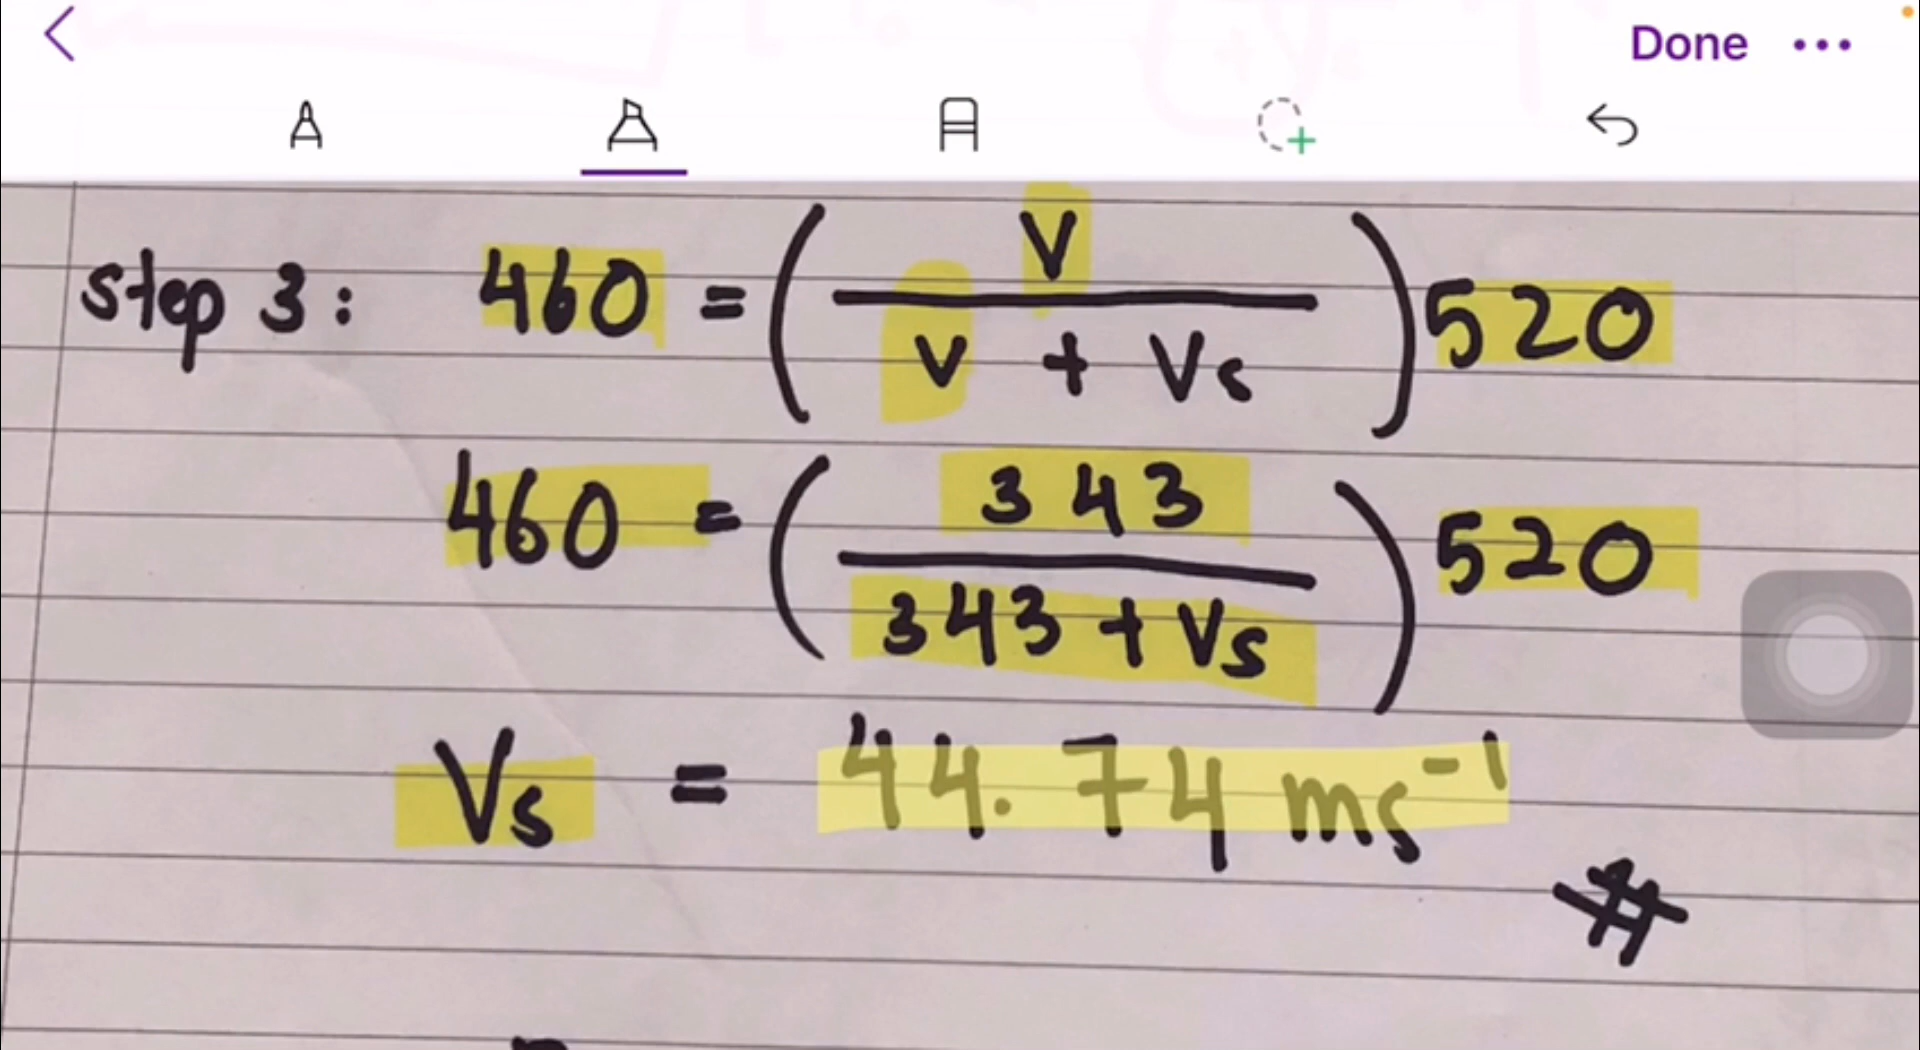 Done
step 3: 460 = ( V / V + Vs ) 520
460 = ( 343 / 343 + Vs ) 520
Vs = 44.74 ms⁻¹
#